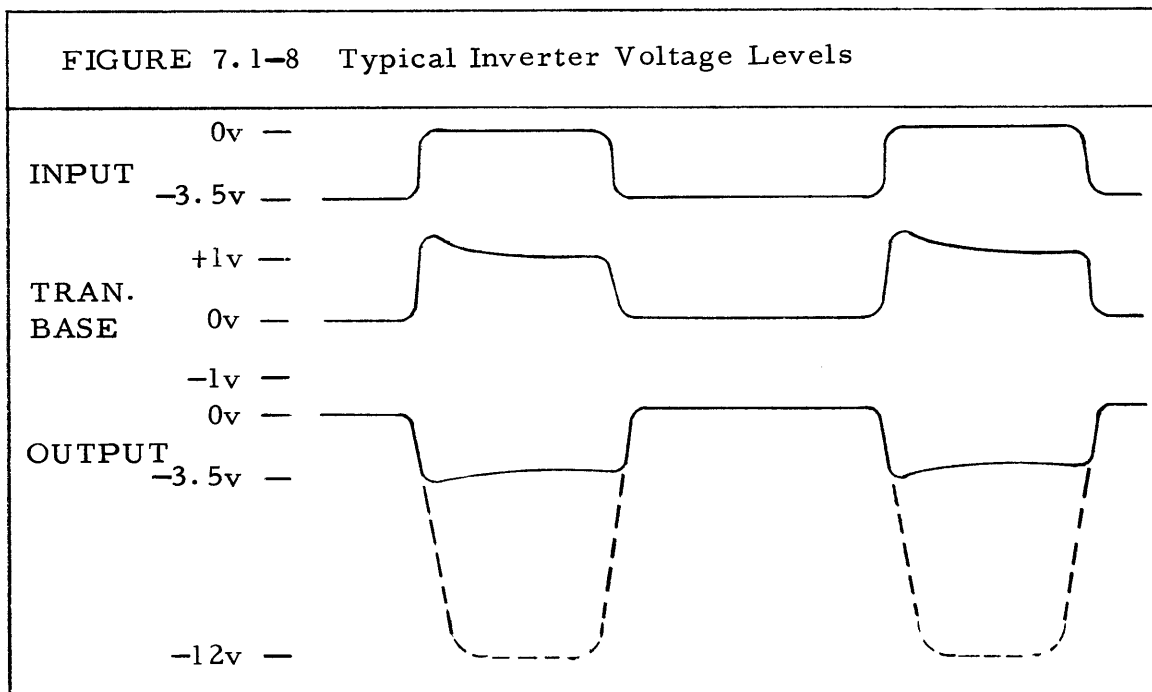 FIGURE 7.1-8 Typical Inverter Voltage Levels
0v —
INPUT
-3.5v —
+1v —
TRAN.
BASE
0v —
-1v —
0v —
OUTPUT
-3.5v —
-12v —